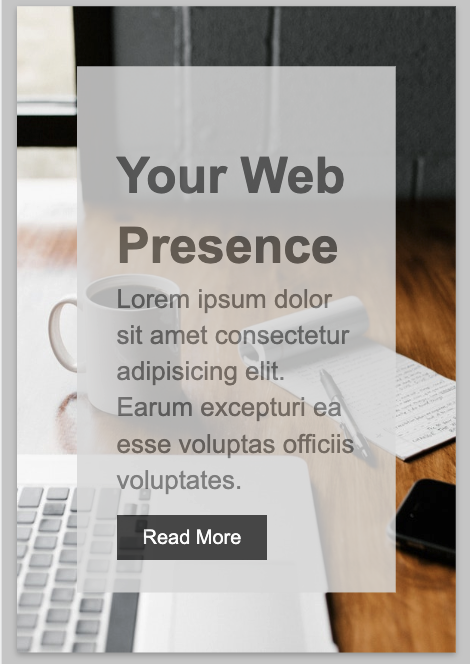 Your Web
Presence
Lorem ipsum dolor
sit amet consectetur
adipisicing elit.
Earum excepturi ea
esse voluptas officiis
voluptates.
Read More